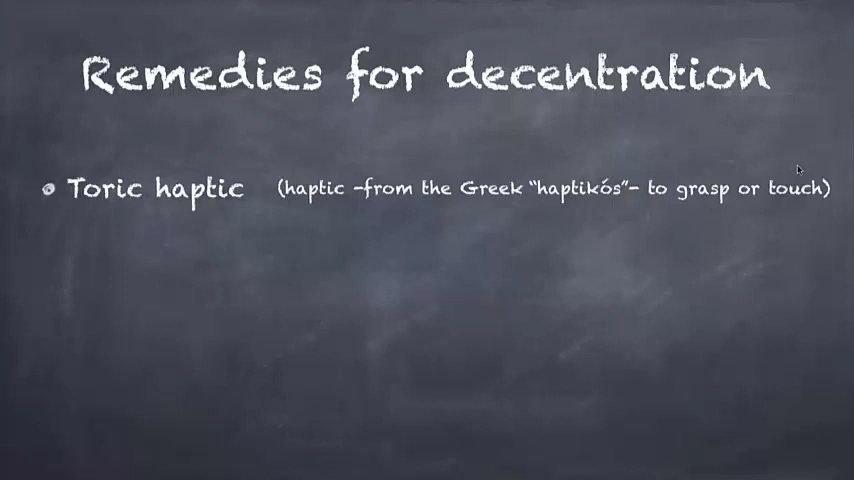 Remedies for decentration
Toric haptic (haptic -from the Greek "haptikós"- to grasp or touch)